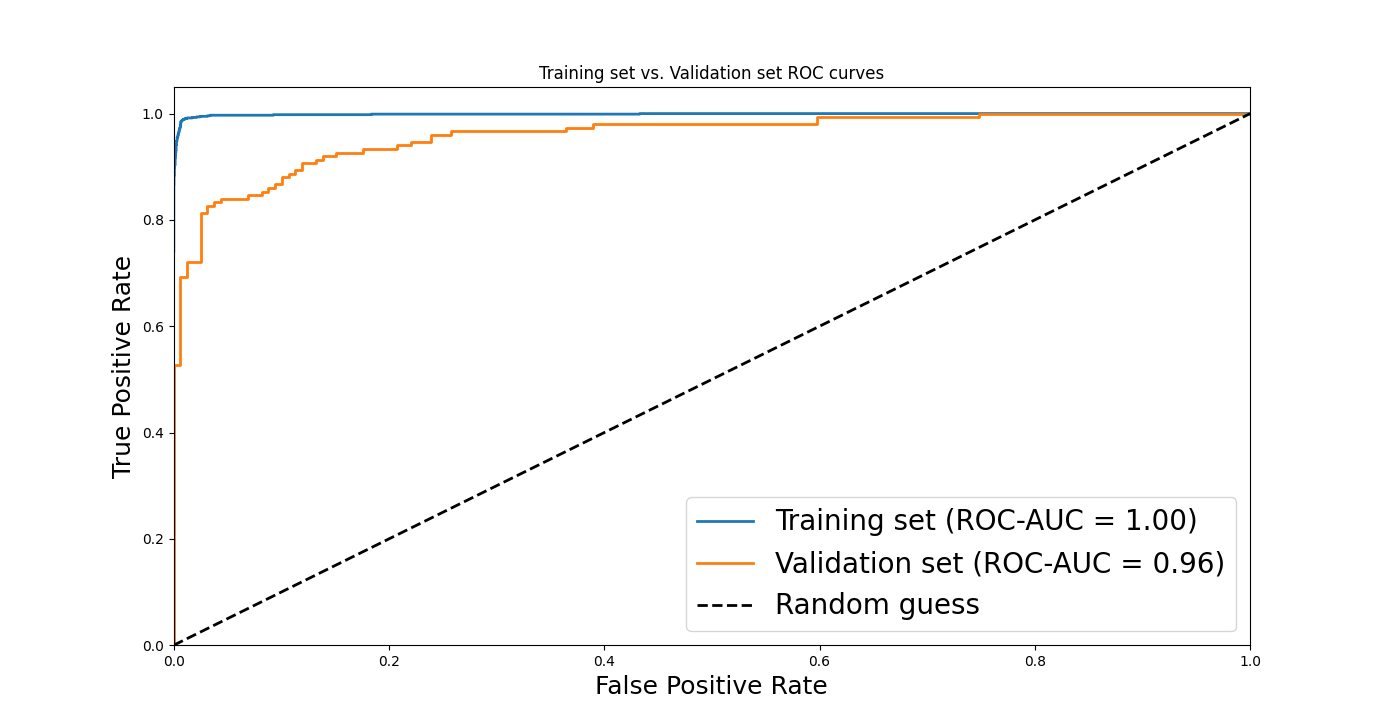 Training set vs. Validation set ROC curves
1.0
0.8
0.6
0.4
0.2
0.0
True Positive Rate
Training set (ROC-AUC = 1.00)
Validation set (ROC-AUC = 0.96)
Random guess
0.0 0.2 0.4 0.6 0.8 1.0
False Positive Rate